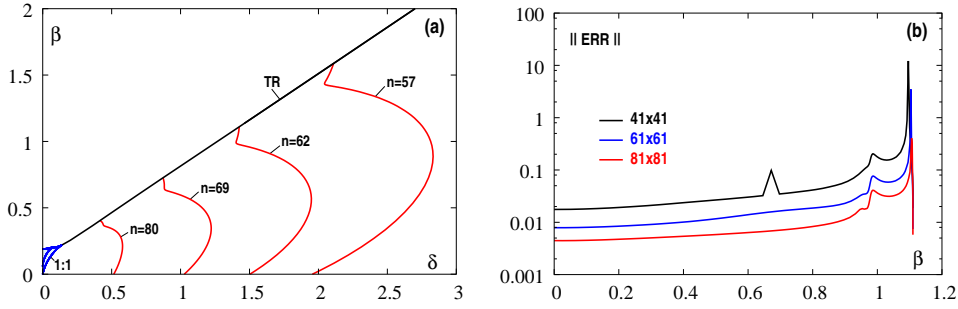 β
(a)
2
1.5
1
0.5
0
TR
n=57
n=62
n=69
n=80
1:1
δ
0 0.5 1 1.5 2 2.5 3
(b)
|| ERR ||
100
10
1
0.1
0.01
0.001
41x41
61x61
81x81
β
0 0.2 0.4 0.6 0.8 1 1.2